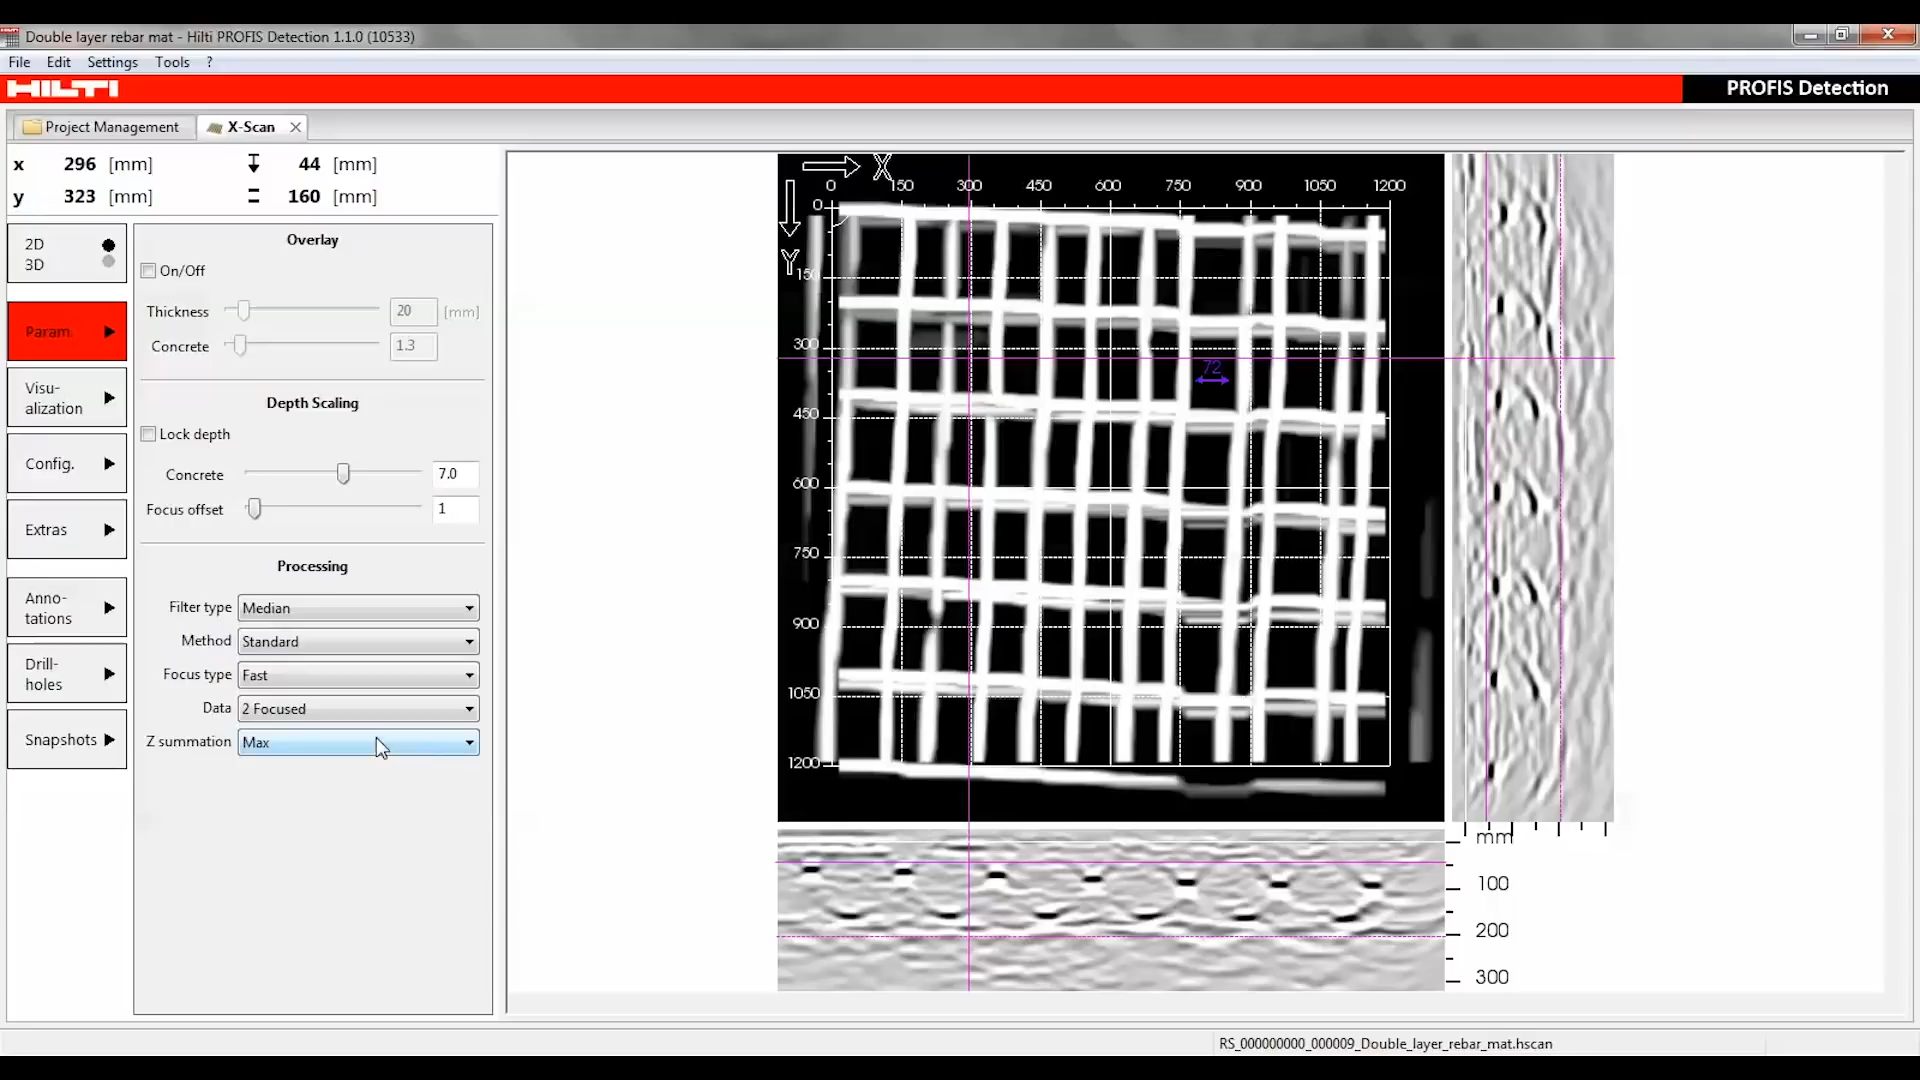 Double layer rebar mat - Hilti PROFIS Detection 1.1.0 (10533)
File Edit Settings Tools ?
HILTI
PROFIS Detection
Project Management
X-Scan
x 296 [mm] 44 [mm]
y 323 [mm] 160 [mm]
2D
3D
Param.
Visu-
alization
Config.
Extras
Anno-
tations
Drill-
holes
Snapshots
Overlay
On/Off
Thickness 20 [mm]
Concrete 1.3
Depth Scaling
Lock depth
Concrete 7.0
Focus offset 1
Processing
Filter type Median
Method Standard
Focus type Fast
Data 2 Focused
Z summation Max
X
0 150 300 450 600 750 900 1050 1200
Y
0
150
300
450
600
750
900
1050
1200
72
mm
100
200
300
RS_000000000_000009_Double_layer_rebar_mat.hscan